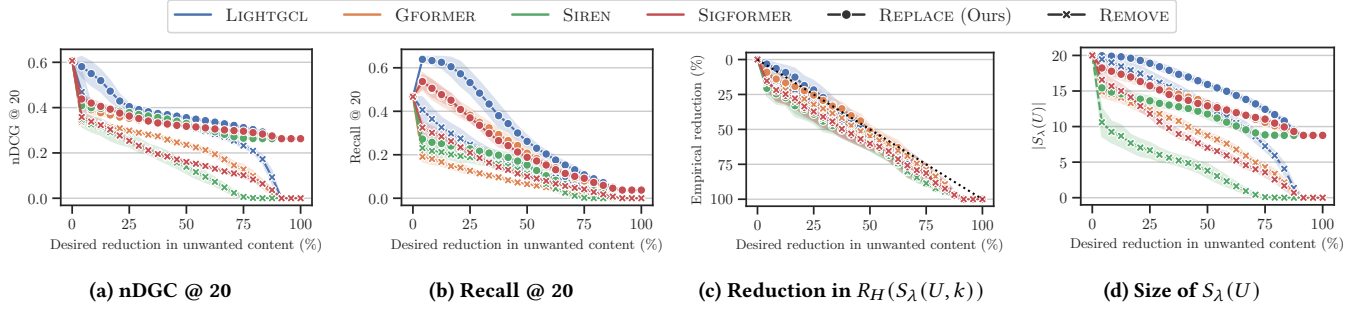 LIGHTGCL GFORMER SIREN SIGFORMER REPLACE (Ours) REMOVE
nDCG @ 20
0.6
0.4
0.2
0.0
0 25 50 75 100
Desired reduction in unwanted content (%)
(a) nDGC @ 20
Recall @ 20
0.6
0.4
0.2
0.0
0 25 50 75 100
Desired reduction in unwanted content (%)
(b) Recall @ 20
Empirical reduction (%)
0
25
50
75
100
0 25 50 75 100
Desired reduction in unwanted content (%)
(c) Reduction in R_H(S_λ(U, k))
|S_λ(U)|
20
15
10
5
0
0 25 50 75 100
Desired reduction in unwanted content (%)
(d) Size of S_λ(U)